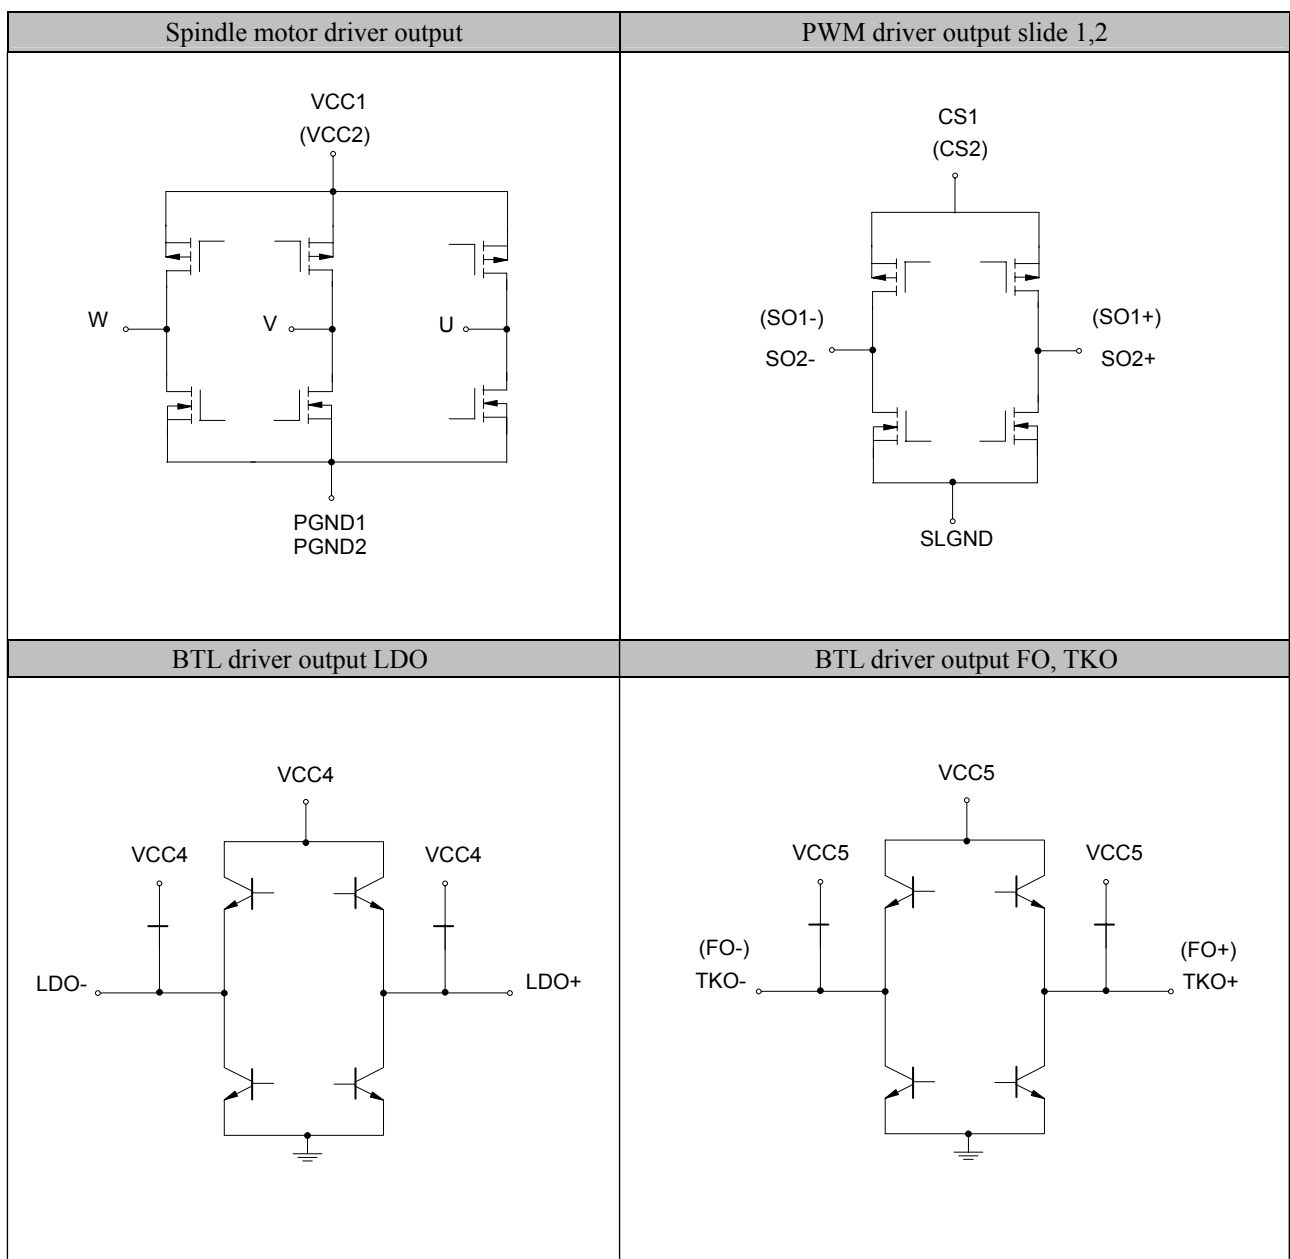 Spindle motor driver output
PWM driver output slide 1,2
VCC1
(VCC2)
W
V
U
PGND1
PGND2
CS1
(CS2)
(SO1-)
SO2-
(SO1+)
SO2+
SLGND
BTL driver output LDO
BTL driver output FO, TKO
VCC4
VCC4
VCC4
LDO-
LDO+
VCC5
VCC5
VCC5
(FO-)
TKO-
(FO+)
TKO+